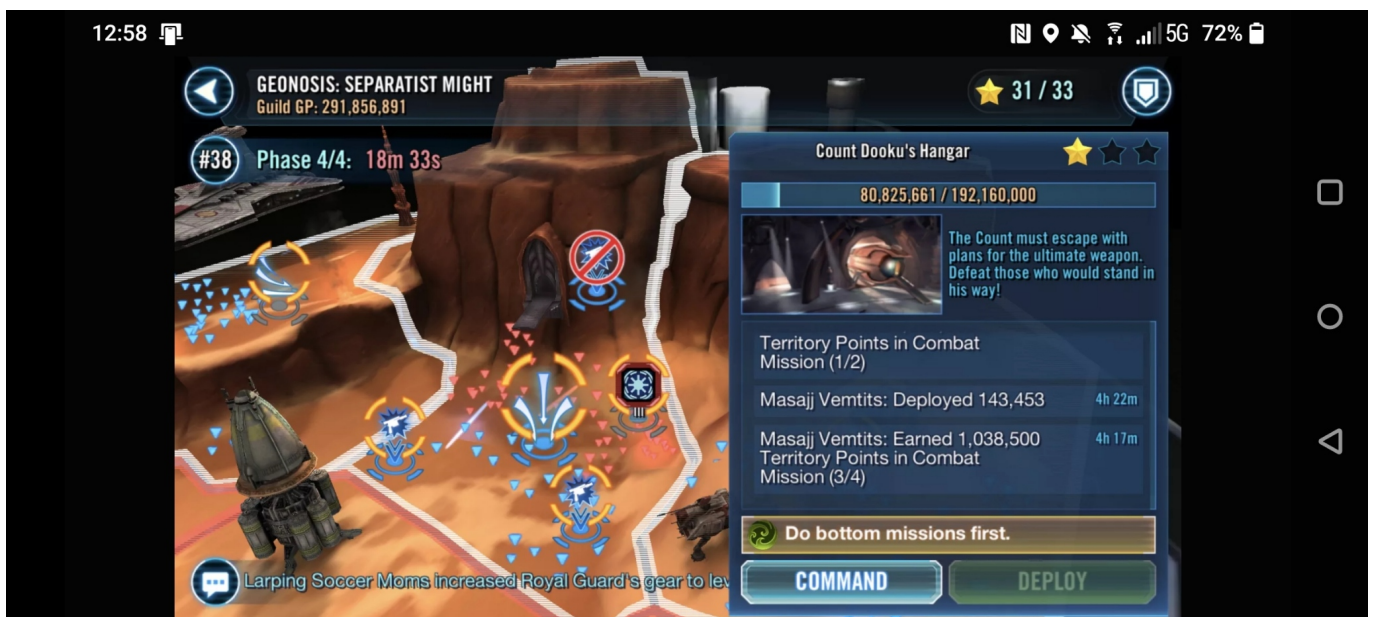 12:58
5G 72%
GEONOSIS: SEPARATIST MIGHT
Guild GP: 291,856,891
31 / 33
#38 Phase 4/4: 18m 33s
Count Dooku's Hangar
80,825,661 / 192,160,000
The Count must escape with
plans for the ultimate weapon.
Defeat those who would stand in
his way!
Territory Points in Combat
Mission (1/2)
Masajj Vemtits: Deployed 143,453 4h 22m
Masajj Vemtits: Earned 1,038,500 4h 17m
Territory Points in Combat
Mission (3/4)
Do bottom missions first.
COMMAND
DEPLOY
Larping Soccer Moms increased Royal Guard's gear to lev